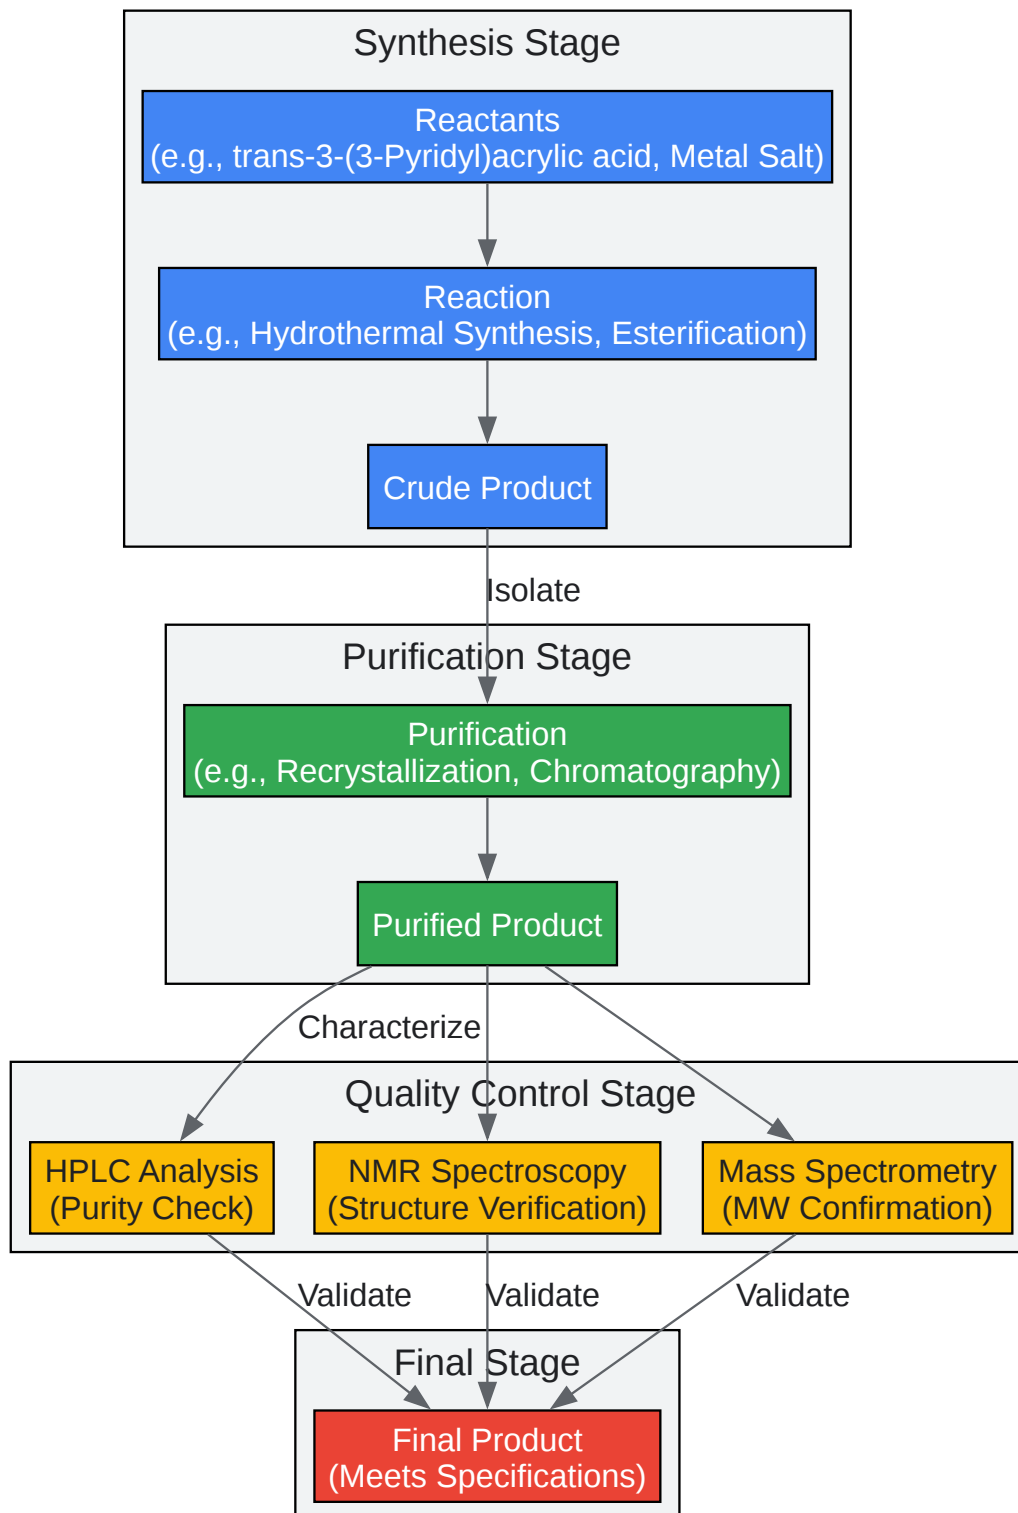 Synthesis Stage
Reactants
(e.g., trans-3-(3-Pyridyl)acrylic acid, Metal Salt)
Reaction
(e.g., Hydrothermal Synthesis, Esterification)
Crude Product
Isolate
Purification Stage
Purification
(e.g., Recrystallization, Chromatography)
Purified Product
Characterize
Quality Control Stage
HPLC Analysis
(Purity Check)
NMR Spectroscopy
(Structure Verification)
Mass Spectrometry
(MW Confirmation)
Validate
Validate
Validate
Final Stage
Final Product
(Meets Specifications)